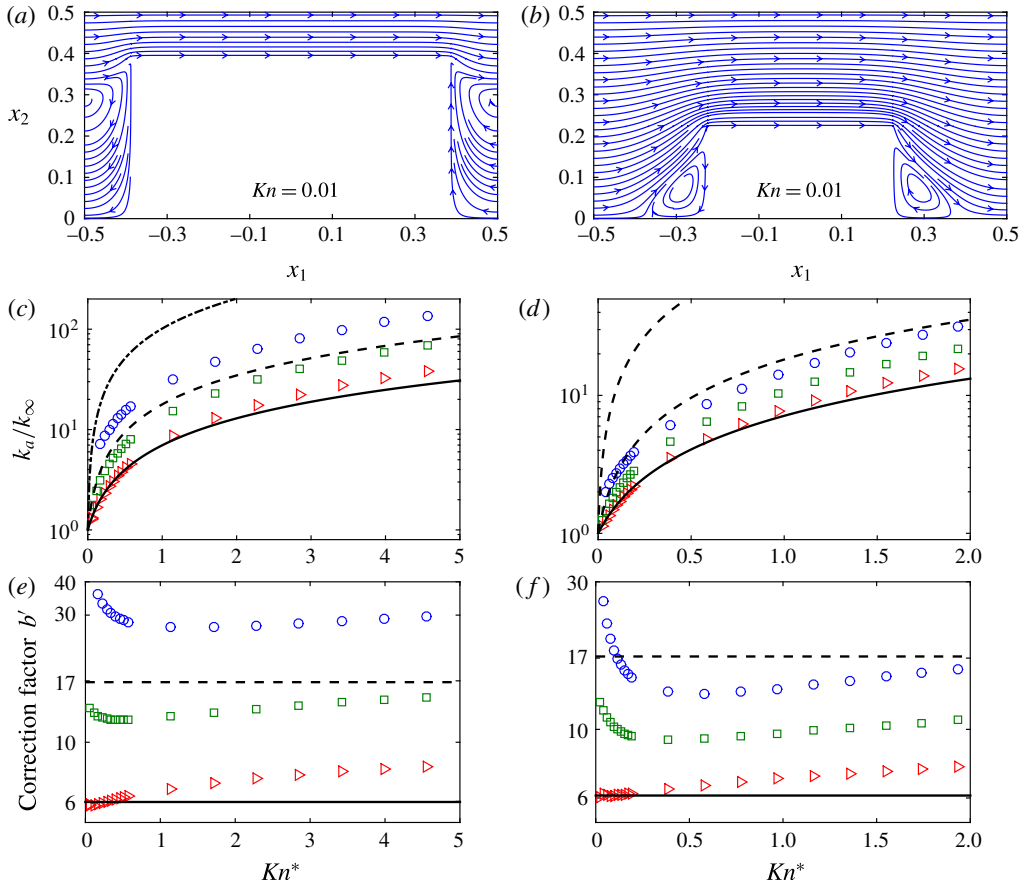 (a)
0.5
0.4
0.3
x₂
0.2
0.1
0
Kn = 0.01
−0.5 −0.3 −0.1 0.1 0.3 0.5
x₁
(b)
0.5
0.4
0.3
0.2
0.1
0
Kn = 0.01
−0.5 −0.3 −0.1 0.1 0.3 0.5
x₁
(c)
10²
10¹
10⁰
kₐ/k∞
0 1 2 3 4 5
(d)
10¹
10⁰
0 0.5 1.0 1.5 2.0
(e)
40
30
17
10
6
Correction factor b′
0 1 2 3 4 5
Kn*
(f)
30
17
10
6
0 0.5 1.0 1.5 2.0
Kn*